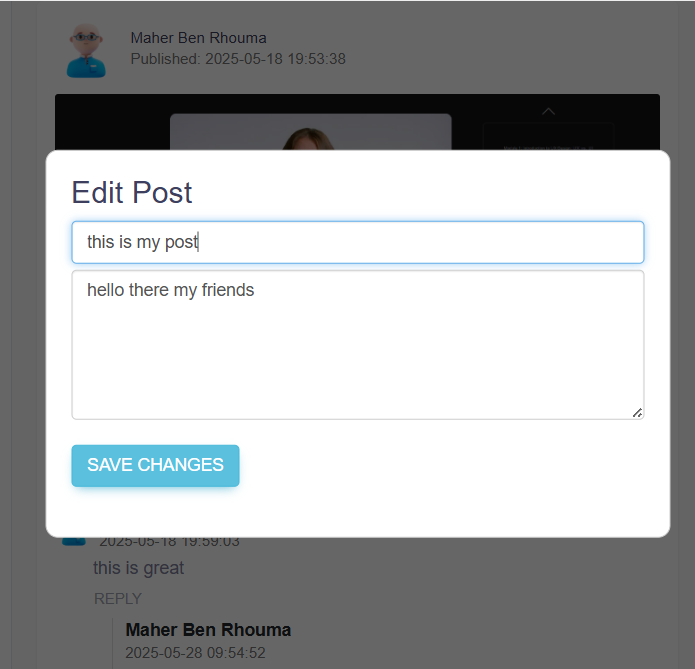 Maher Ben Rhouma
Published: 2025-05-18 19:53:38
Edit Post
this is my post
hello there my friends
SAVE CHANGES
2025-05-18 19:59:03
this is great
REPLY
Maher Ben Rhouma
2025-05-28 09:54:52